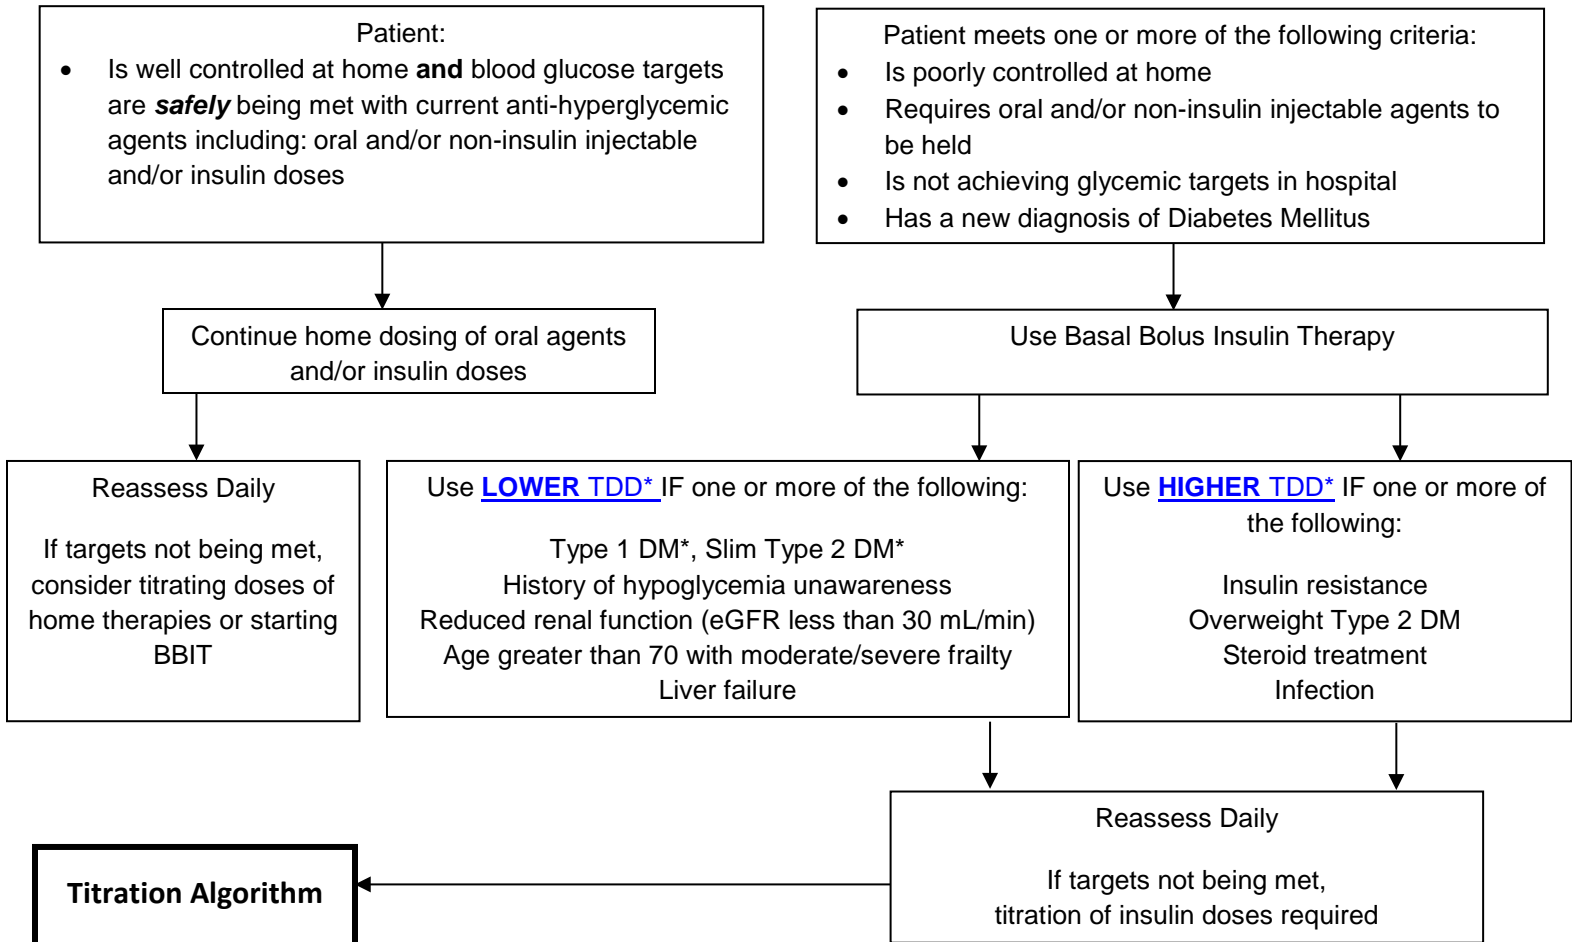 Patient:
• Is well controlled at home and blood glucose targets
are safely being met with current anti-hyperglycemic
agents including: oral and/or non-insulin injectable
and/or insulin doses
Patient meets one or more of the following criteria:
• Is poorly controlled at home
• Requires oral and/or non-insulin injectable agents to
be held
• Is not achieving glycemic targets in hospital
• Has a new diagnosis of Diabetes Mellitus
Continue home dosing of oral agents
and/or insulin doses
Use Basal Bolus Insulin Therapy
Reassess Daily
If targets not being met,
consider titrating doses of
home therapies or starting
BBIT
Use LOWER TDD* IF one or more of the following:
Type 1 DM*, Slim Type 2 DM*
History of hypoglycemia unawareness
Reduced renal function (eGFR less than 30 mL/min)
Age greater than 70 with moderate/severe frailty
Liver failure
Use HIGHER TDD* IF one or more of
the following:
Insulin resistance
Overweight Type 2 DM
Steroid treatment
Infection
Reassess Daily
If targets not being met,
titration of insulin doses required
Titration Algorithm